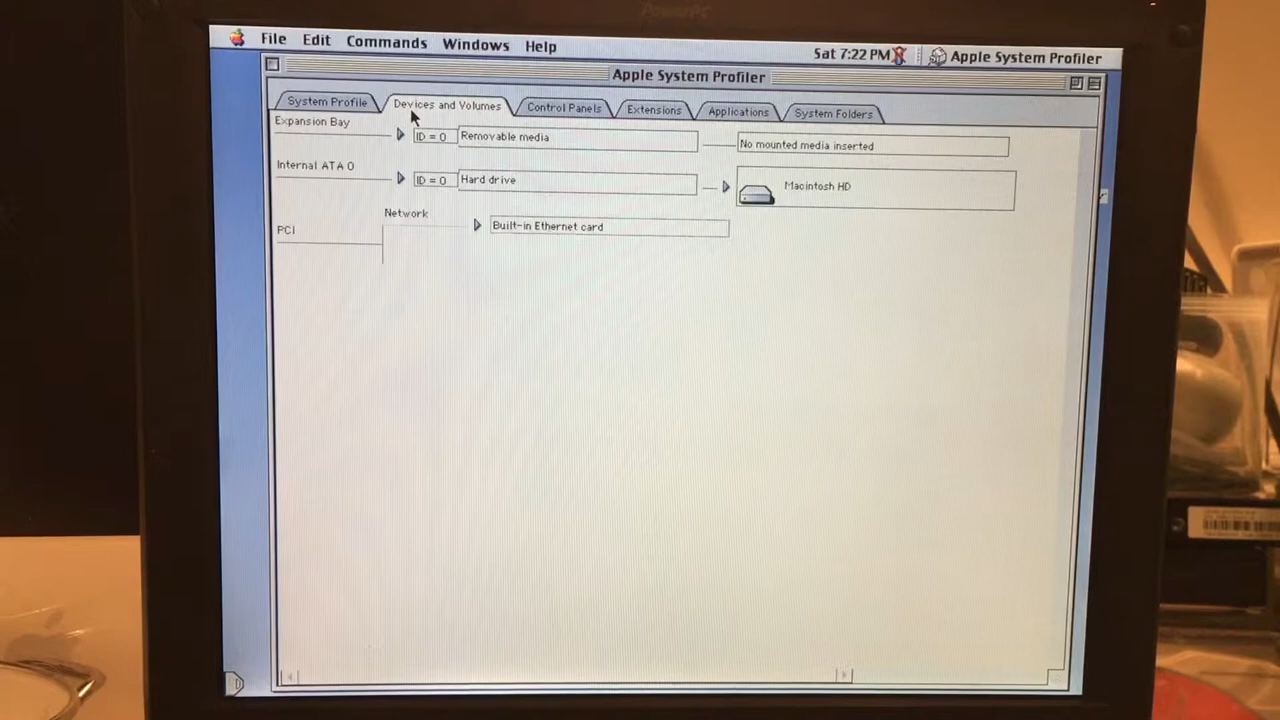 PowerPC
File Edit Commands Windows Help
Sat 7:22 PM Apple System Profiler
Apple System Profiler
System Profile Devices and Volumes Control Panels Extensions Applications System Folders
Expansion Bay
ID = 0 Removable media No mounted media inserted
Internal ATA 0
ID = 0 Hard drive Macintosh HD
Network
PCI Built-in Ethernet card